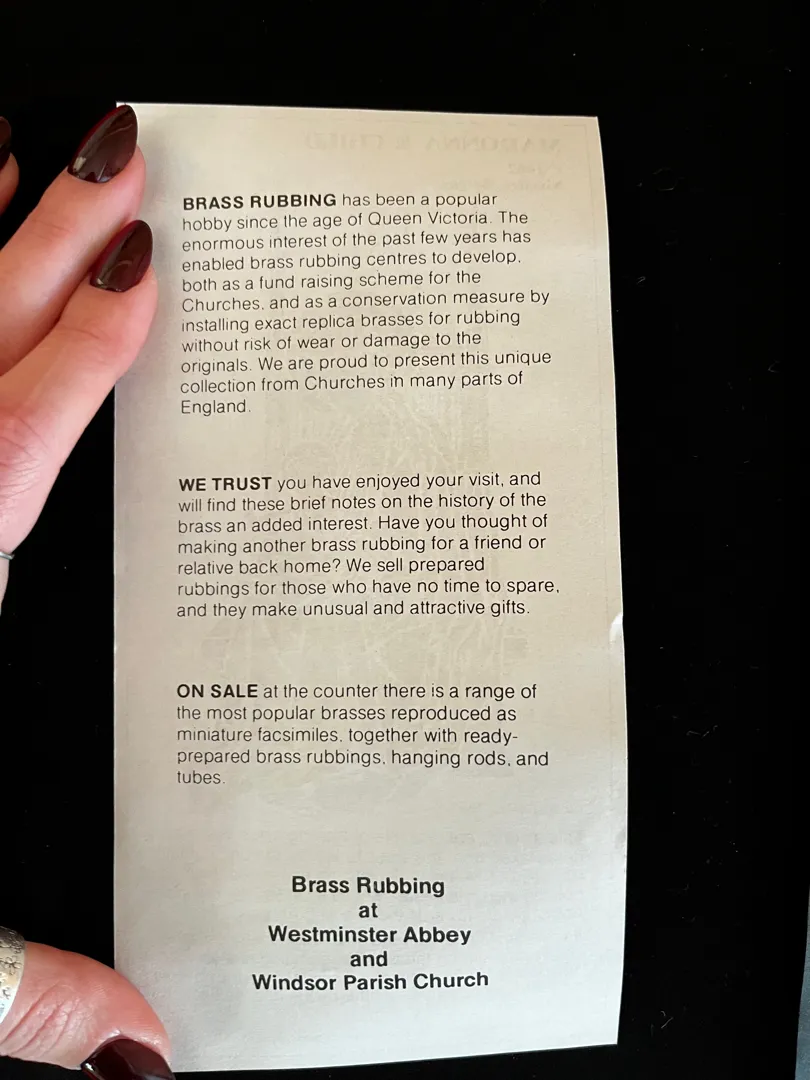 BRASS RUBBING has been a popular
hobby since the age of Queen Victoria. The
enormous interest of the past few years has
enabled brass rubbing centres to develop,
both as a fund raising scheme for the
Churches, and as a conservation measure by
installing exact replica brasses for rubbing
without risk of wear or damage to the
originals. We are proud to present this unique
collection from Churches in many parts of
England.
WE TRUST you have enjoyed your visit, and
will find these brief notes on the history of the
brass an added interest. Have you thought of
making another brass rubbing for a friend or
relative back home? We sell prepared
rubbings for those who have no time to spare,
and they make unusual and attractive gifts.
ON SALE at the counter there is a range of
the most popular brasses reproduced as
miniature facsimiles, together with ready-
prepared brass rubbings, hanging rods, and
tubes.
Brass Rubbing
at
Westminster Abbey
and
Windsor Parish Church